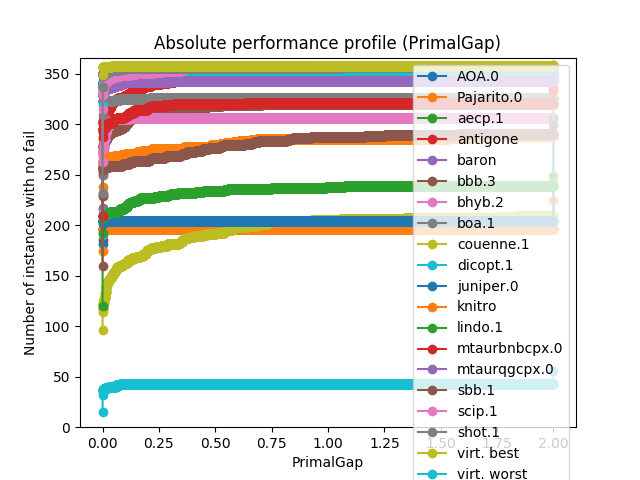 Absolute performance profile (PrimalGap)
Number of instances with no fail
350
300
250
200
150
100
50
0
0.00 0.25 0.50 0.75 1.00 1.25 1.50 1.75 2.00
PrimalGap
AOA.0
Pajarito.0
aecp.1
antigone
baron
bbb.3
bhyb.2
boa.1
couenne.1
dicopt.1
juniper.0
knitro
lindo.1
mtaurbnbcpx.0
mtaurqgcpx.0
sbb.1
scip.1
shot.1
virt. best
virt. worst